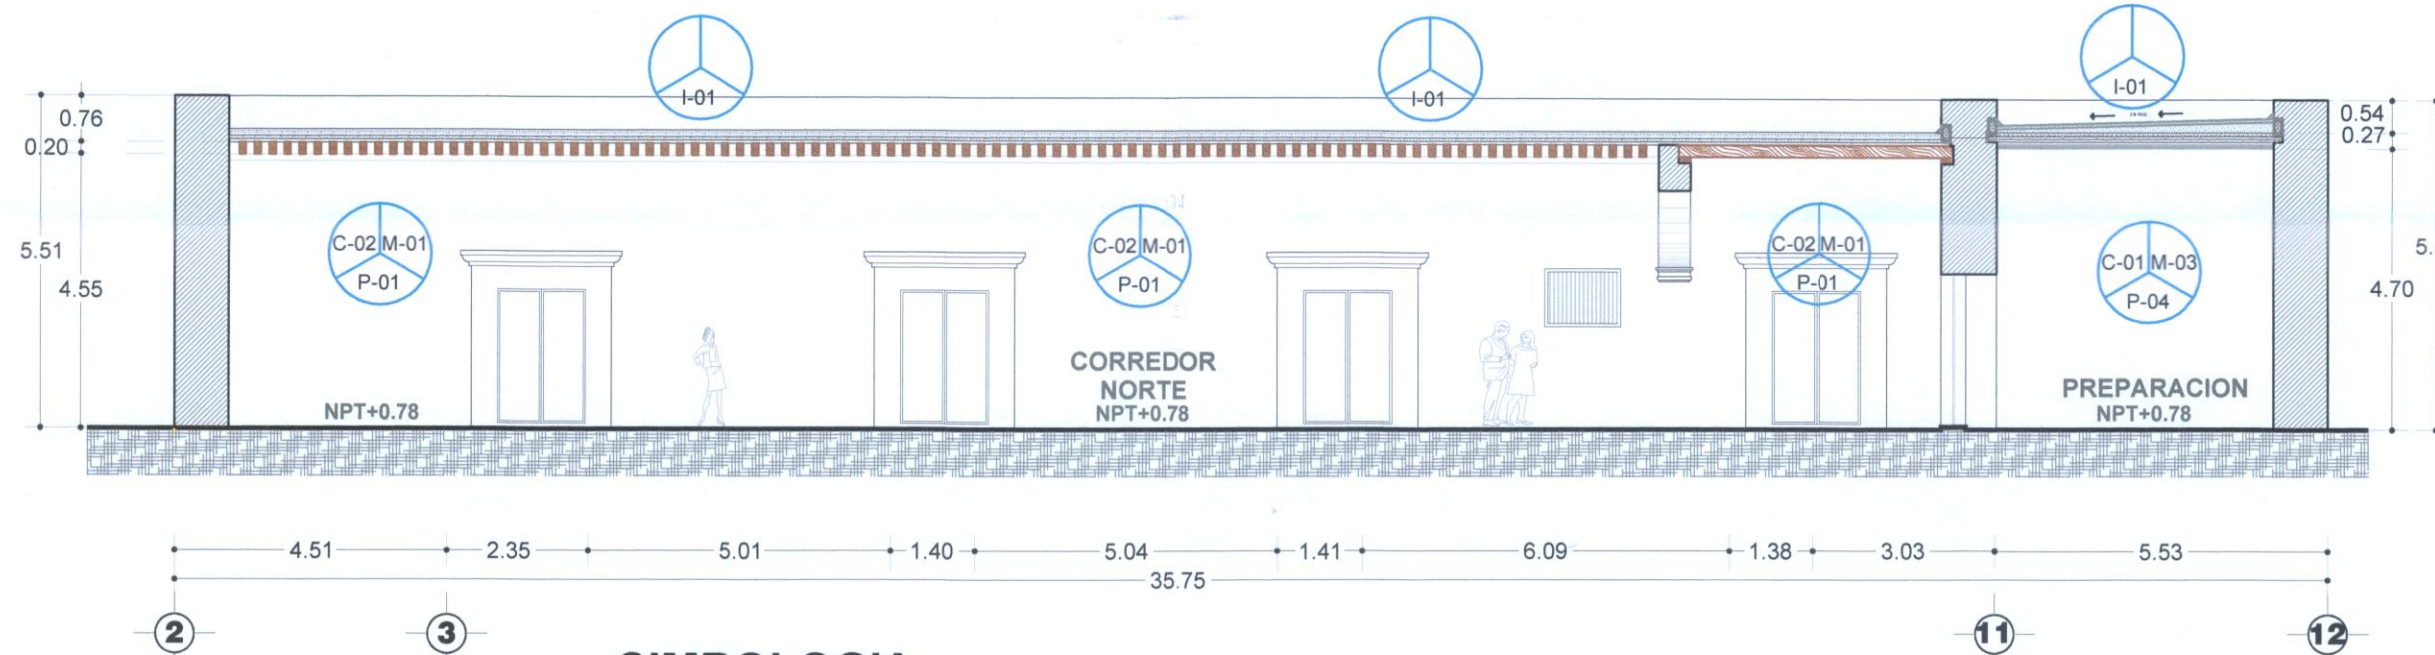 I-01
I-01
I-01
0.76
0.20
5.51
4.55
0.54
0.27
5.
4.70
C-02 M-01
P-01
C-02 M-01
P-01
C-02 M-01
P-01
C-01 M-03
P-04
NPT+0.78
CORREDOR
NORTE
NPT+0.78
PREPARACION
NPT+0.78
4.51 2.35 5.01 1.40 5.04 1.41 6.09 1.38 3.03 5.53
35.75
2 3 11 12
SIMBOLOGIA